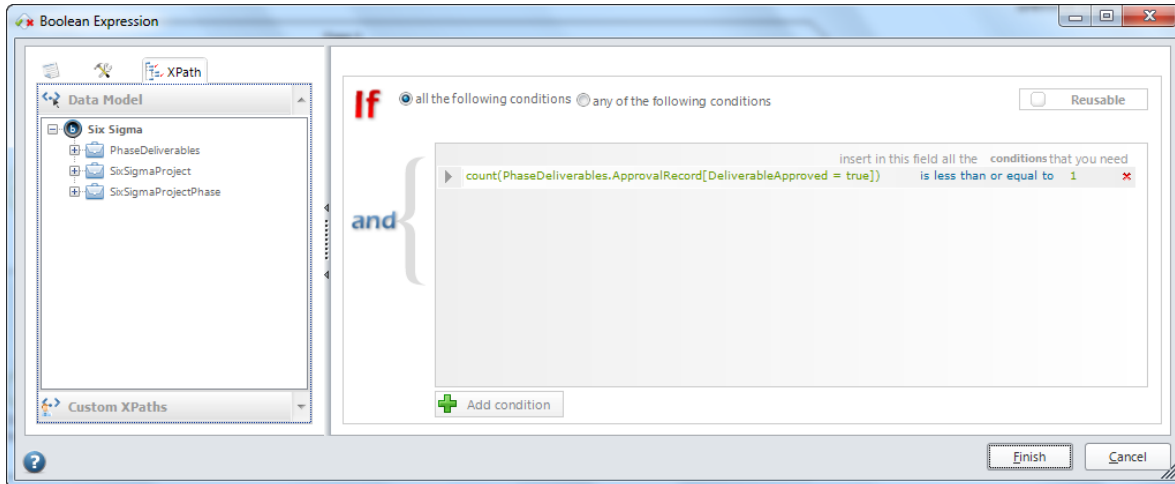 Boolean Expression
XPath
Data Model
Six Sigma
PhaseDeliverables
SixSigmaProject
SixSigmaProjectPhase
Custom XPaths
If
all the following conditions
any of the following conditions
Reusable
and
insert in this field all the conditions that you need
count(PhaseDeliverables.ApprovalRecord[DeliverableApproved = true]) is less than or equal to 1
Add condition
Finish
Cancel